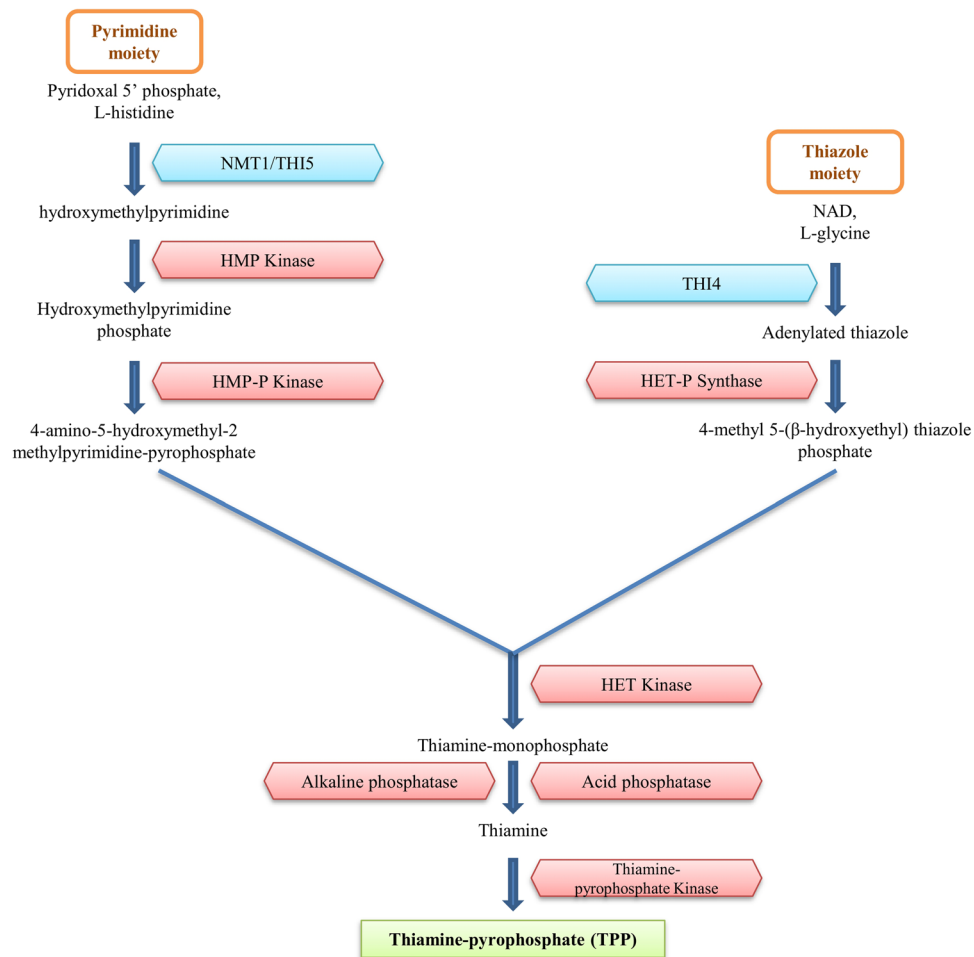 Pyrimidine
moiety
Pyridoxal 5’ phosphate,
L-histidine
NMT1/THI5
hydroxymethylpyrimidine
HMP Kinase
Hydroxymethylpyrimidine
phosphate
HMP-P Kinase
4-amino-5-hydroxymethyl-2
methylpyrimidine-pyrophosphate
Thiazole
moiety
NAD,
L-glycine
THI4
Adenylated thiazole
HET-P Synthase
4-methyl 5-(β-hydroxyethyl) thiazole
phosphate
HET Kinase
Thiamine-monophosphate
Alkaline phosphatase
Acid phosphatase
Thiamine
Thiamine-
pyrophosphate Kinase
Thiamine-pyrophosphate (TPP)